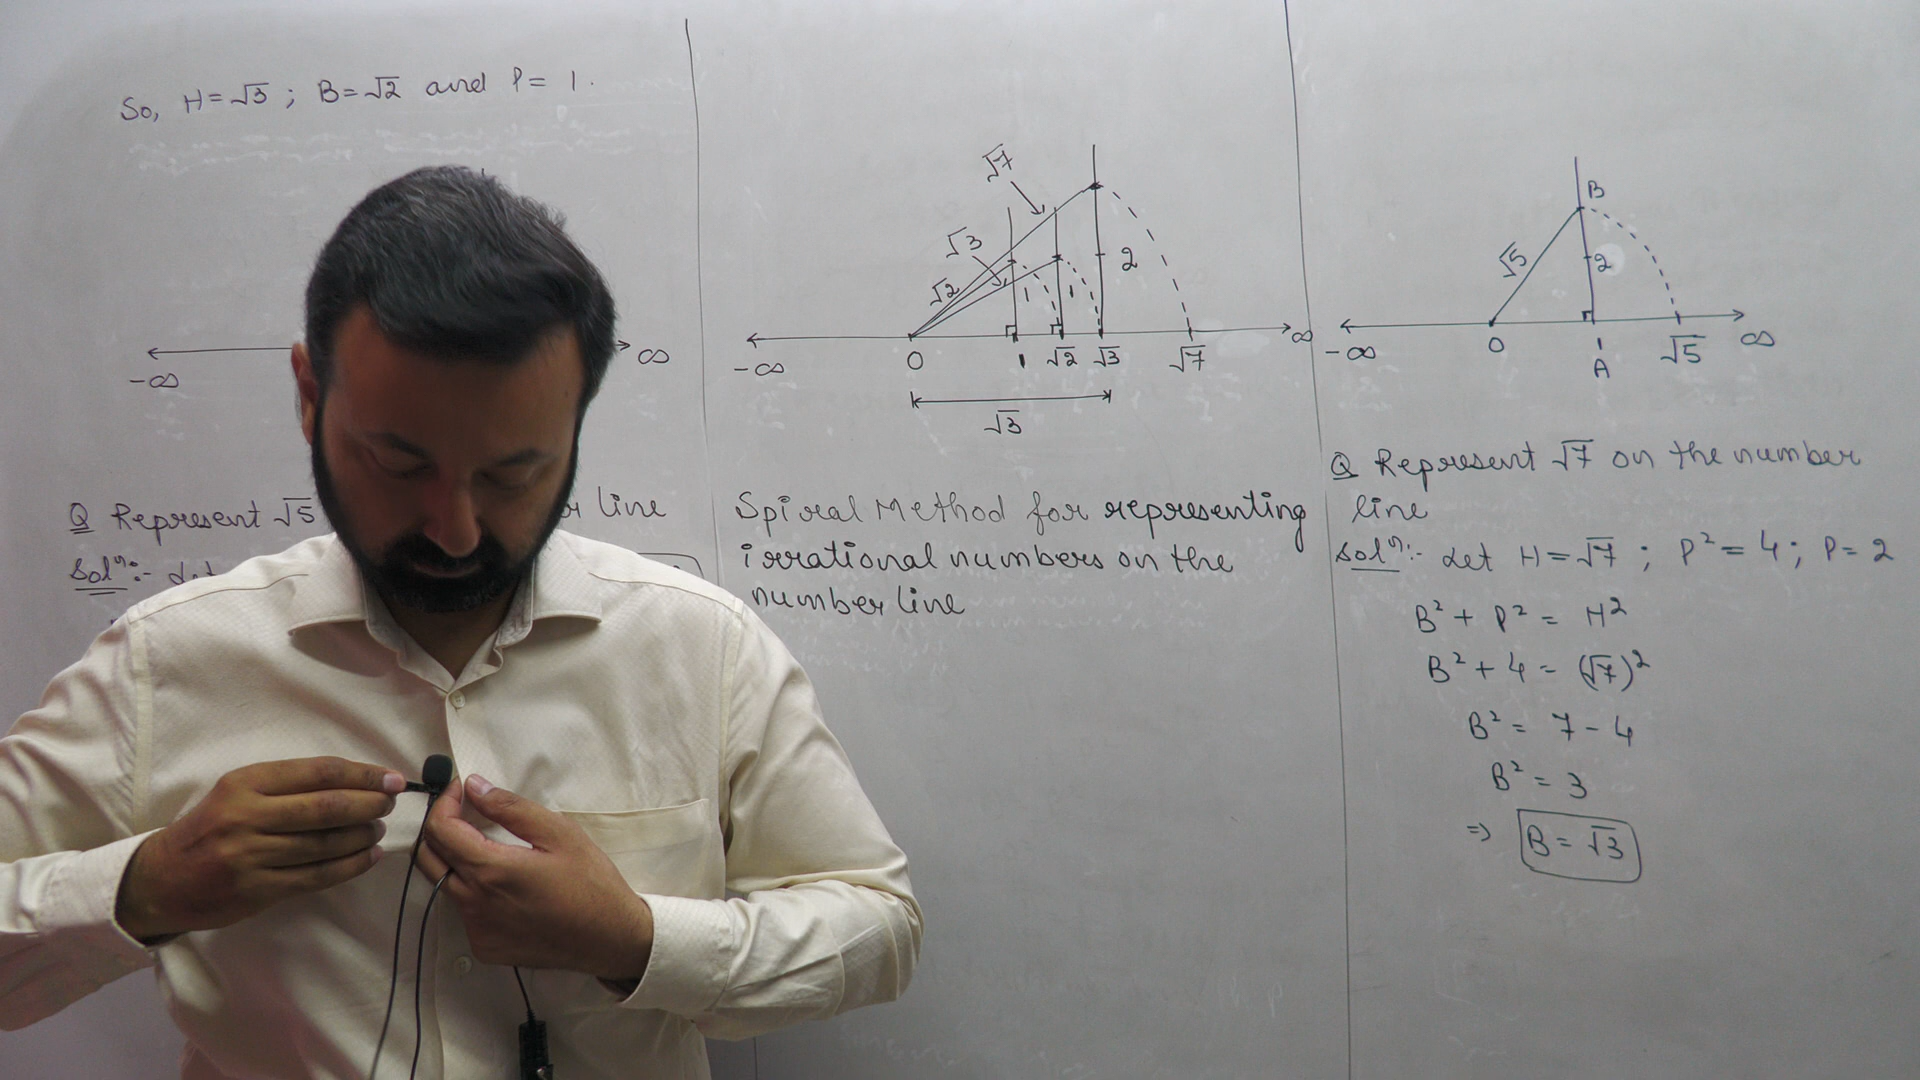 So, H = √3 ; B = √2 and P = 1 .
-∞
∞
Q Represent √5
line
Solⁿ:- Let
√7
√3
√2
1
1
2
-∞
0
1
√2
√3
√7
∞
√3
Spiral Method for representing
irrational numbers on the
number line
B
√5
2
-∞
0
A
√5
∞
Q Represent √7 on the number
line
Solⁿ:- Let H = √7 ; P² = 4 ; P = 2
B² + P² = H²
B² + 4 = (√7)²
B² = 7 - 4
B² = 3
⇒ B = √3